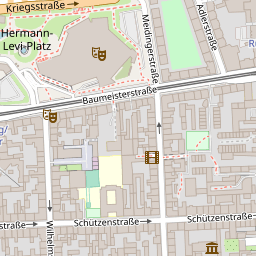 Kriegsstraße
Hermann-
Levi-Platz
Meidingerstraße
Adlerstraße
Baumeisterstraße
Schützenstraße
Schützenstraße
Wilhelm